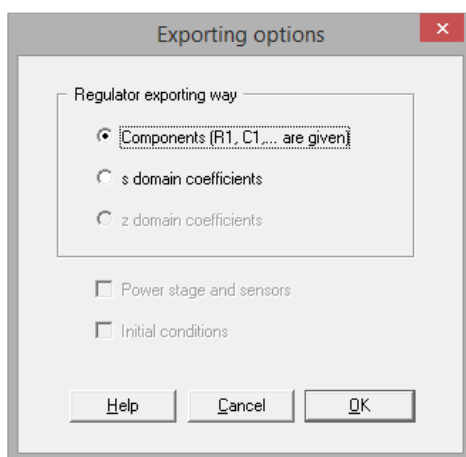 Exporting options
Regulator exporting way
Components (R1, C1,... are given)
s domain coefficients
z domain coefficients
Power stage and sensors
Initial conditions
Help Cancel OK